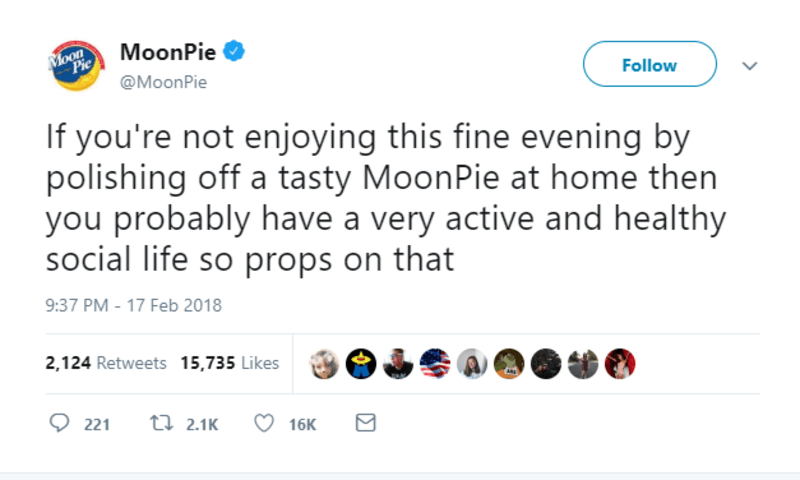 Moon Pie
MoonPie
@MoonPie
Follow
If you're not enjoying this fine evening by
polishing off a tasty MoonPie at home then
you probably have a very active and healthy
social life so props on that
9:37 PM - 17 Feb 2018
2,124 Retweets 15,735 Likes
221 2.1K 16K